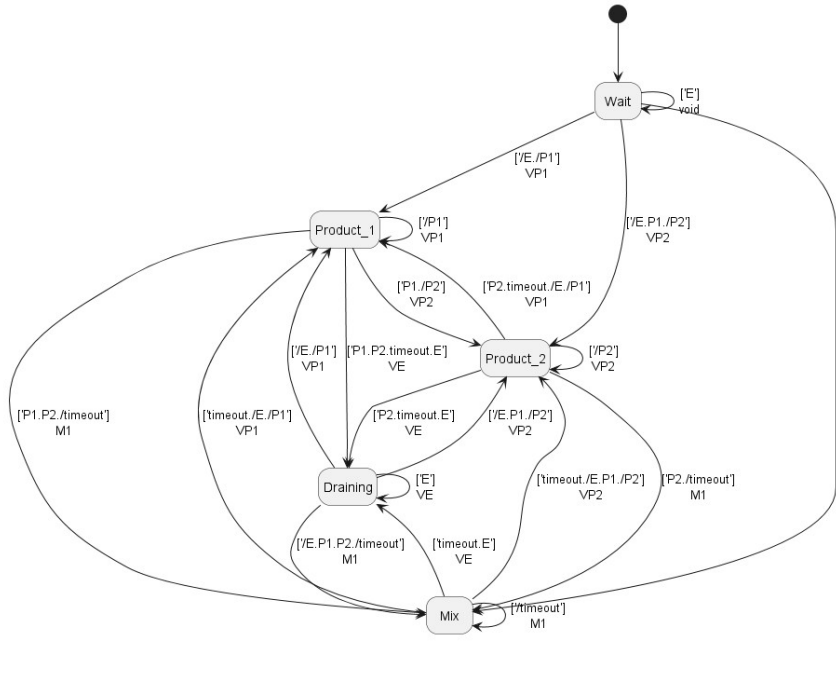 Wait
['E']
void
['/E./P1']
VP1
['/E.P1./P2']
VP2
Product_1
['/P1']
VP1
['P1./P2']
VP2
['P2.timeout./E./P1']
VP1
['/E./P1']
VP1
['P1.P2.timeout.E']
VE
Product_2
['/P2']
VP2
['P1.P2./timeout']
M1
['timeout./E./P1']
VP1
['P2.timeout.E']
VE
['/E.P1./P2']
VP2
Draining
['E']
VE
['timeout./E.P1./P2']
VP2
['P2./timeout']
M1
['/E.P1.P2./timeout']
M1
['timeout.E']
VE
Mix
['/timeout']
M1